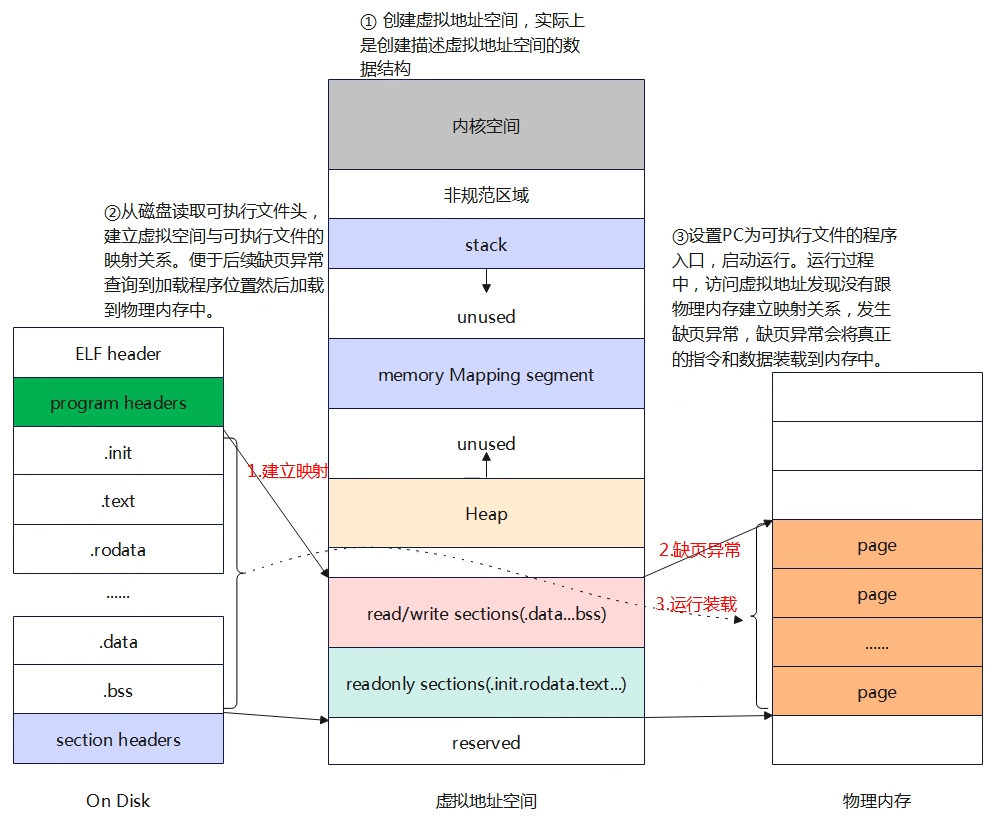 ① 创建虚拟地址空间，实际上
是创建描述虚拟地址空间的数
据结构
内核空间
非规范区域
stack
unused
memory Mapping segment
unused
Heap
read/write sections(.data...bss)
readonly sections(.init.rodata.text...)
reserved
虚拟地址空间
②从磁盘读取可执行文件头，
建立虚拟空间与可执行文件的
映射关系。便于后续缺页异常
查询到加载程序位置然后加载
到物理内存中。
ELF header
program headers
.init
.text
.rodata
......
.data
.bss
section headers
On Disk
1.建立映射
③设置PC为可执行文件的程序
入口，启动运行。运行过程
中，访问虚拟地址发现没有跟
物理内存建立映射关系，发生
缺页异常，缺页异常会将真正
的指令和数据装载到内存中。
2.缺页异常
3.运行装载
page
page
......
page
物理内存